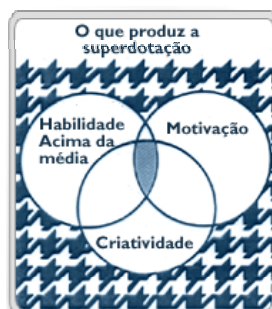 O que produz a
superdotação
Habilidade
Acima da
média
Motivação
Criatividade